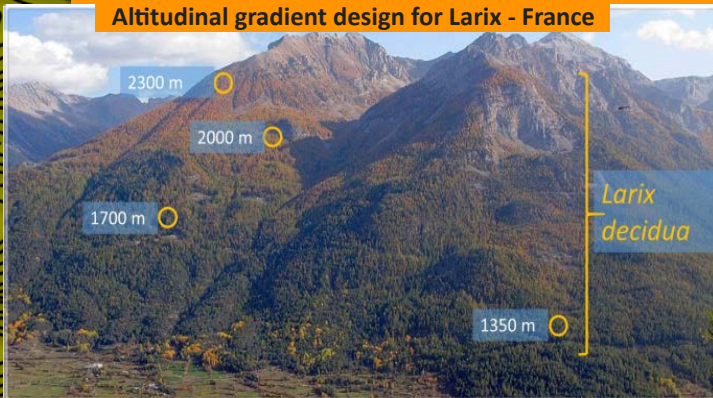 Altitudinal gradient design for Larix - France
2300 m
2000 m
1700 m
Larix
decidua
1350 m